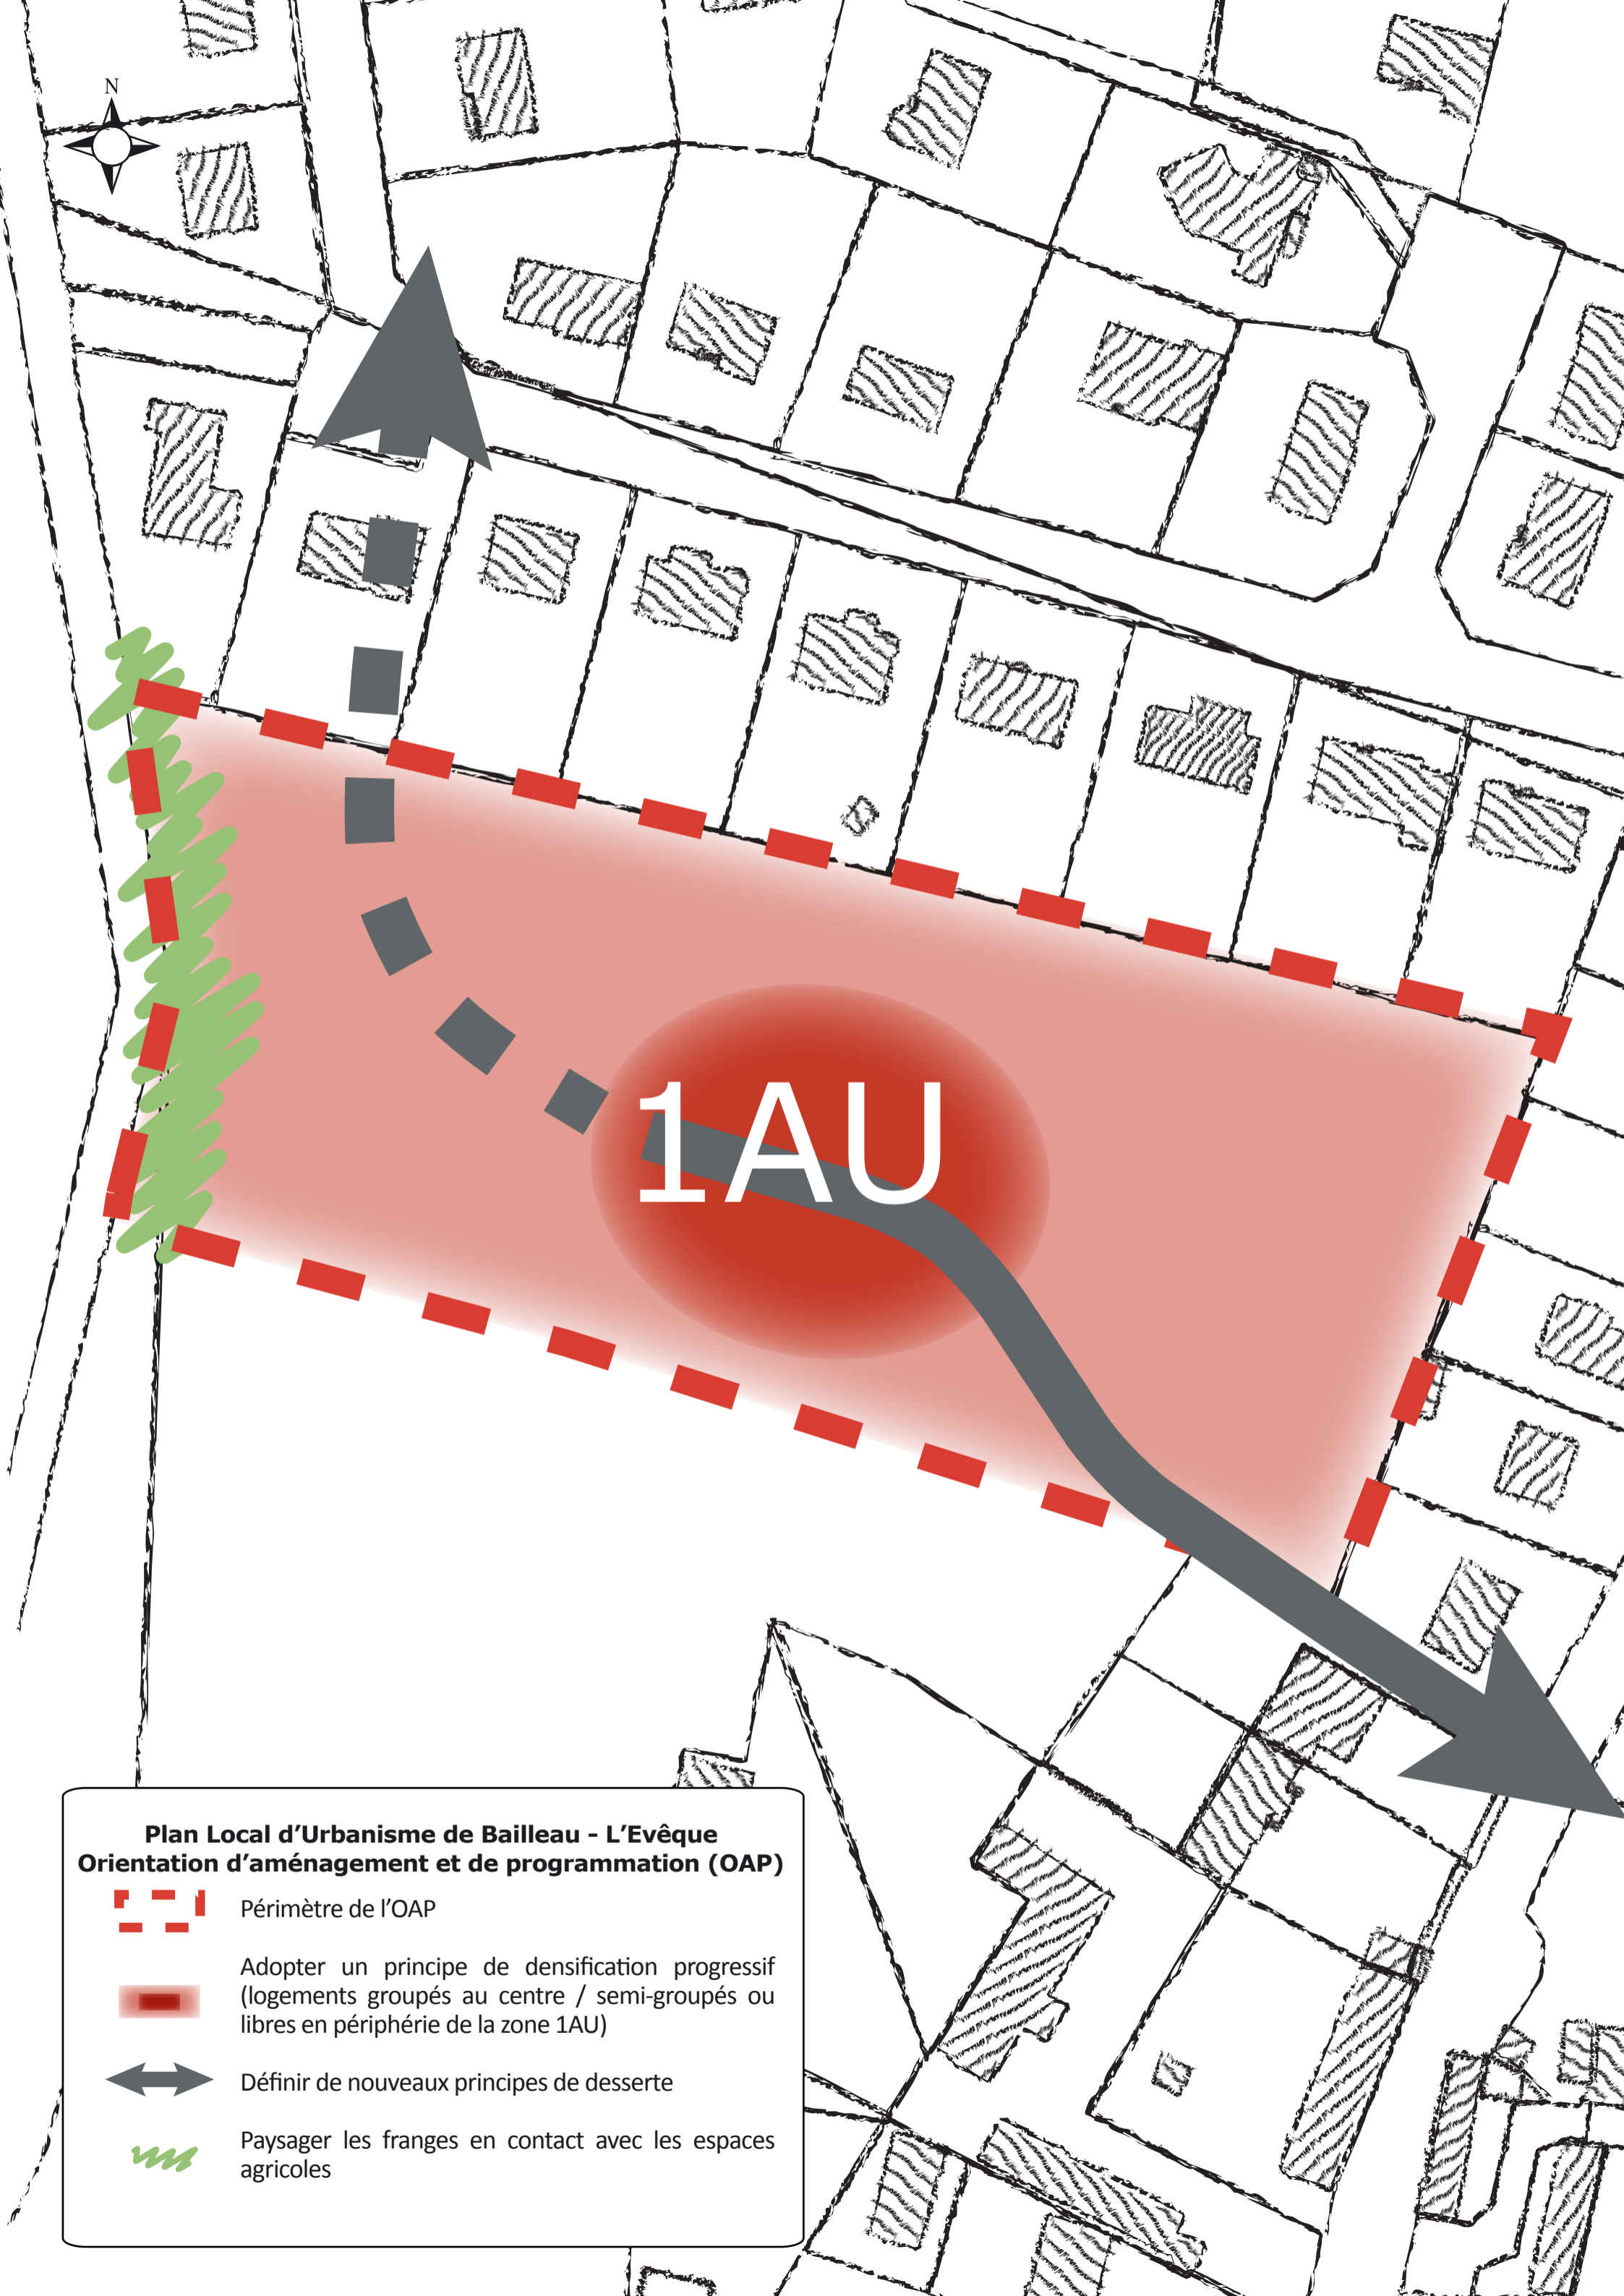 N
1AU
Plan Local d’Urbanisme de Bailleau - L’Evêque
Orientation d’aménagement et de programmation (OAP)
Périmètre de l’OAP
Adopter un principe de densification progressif
(logements groupés au centre / semi-groupés ou
libres en périphérie de la zone 1AU)
Définir de nouveaux principes de desserte
Paysager les franges en contact avec les espaces
agricoles